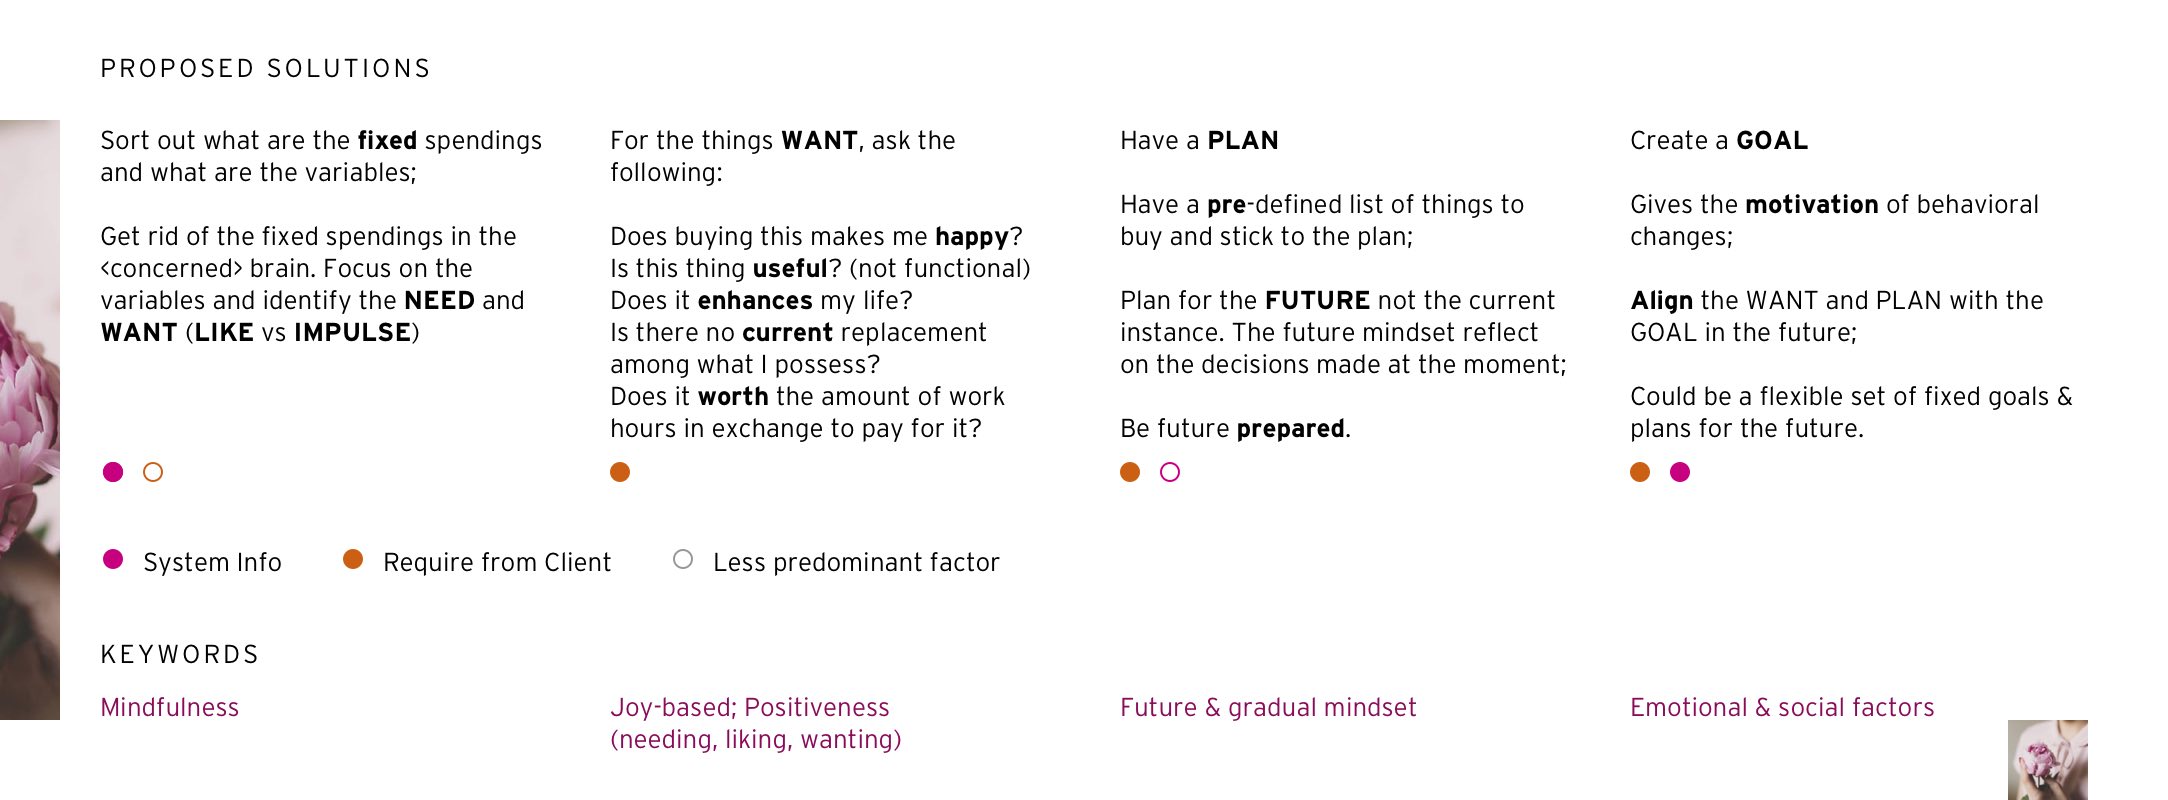 PROPOSED SOLUTIONS
Sort out what are the fixed spendings
and what are the variables;
Get rid of the fixed spendings in the
<concerned> brain. Focus on the
variables and identify the NEED and
WANT (LIKE vs IMPULSE)
For the things WANT, ask the
following:
Does buying this makes me happy?
Is this thing useful? (not functional)
Does it enhances my life?
Is there no current replacement
among what I possess?
Does it worth the amount of work
hours in exchange to pay for it?
Have a PLAN
Have a pre-defined list of things to
buy and stick to the plan;
Plan for the FUTURE not the current
instance. The future mindset reflect
on the decisions made at the moment;
Be future prepared.
Create a GOAL
Gives the motivation of behavioral
changes;
Align the WANT and PLAN with the
GOAL in the future;
Could be a flexible set of fixed goals &
plans for the future.
System Info
Require from Client
Less predominant factor
KEYWORDS
Mindfulness
Joy-based; Positiveness
(needing, liking, wanting)
Future & gradual mindset
Emotional & social factors